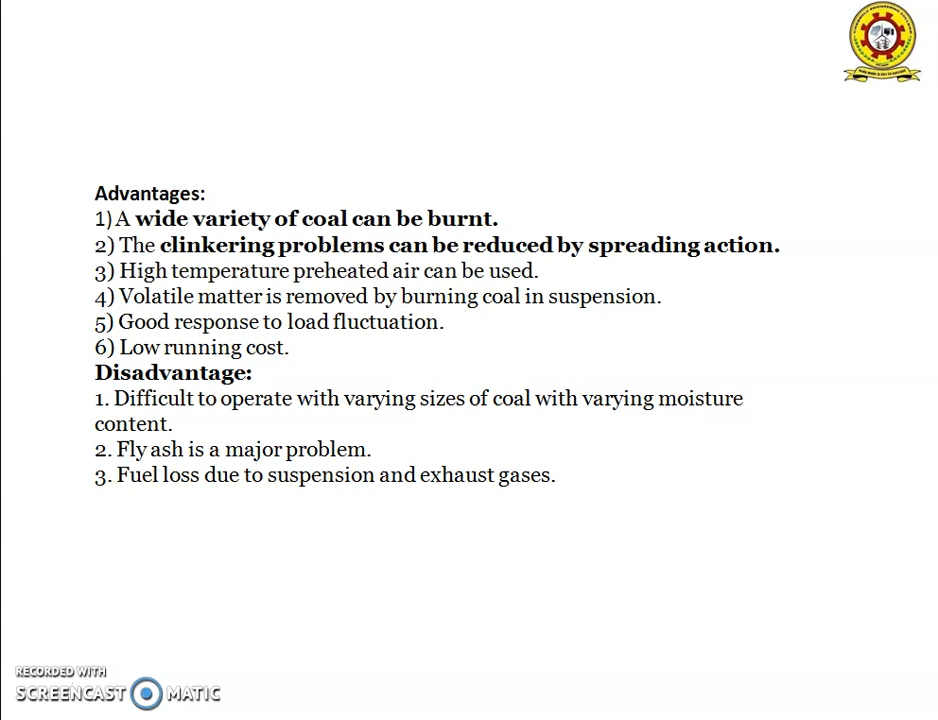 Advantages:
1) A wide variety of coal can be burnt.
2) The clinkering problems can be reduced by spreading action.
3) High temperature preheated air can be used.
4) Volatile matter is removed by burning coal in suspension.
5) Good response to load fluctuation.
6) Low running cost.
Disadvantage:
1. Difficult to operate with varying sizes of coal with varying moisture
content.
2. Fly ash is a major problem.
3. Fuel loss due to suspension and exhaust gases.
RECORDED WITH
SCREENCAST MATIC